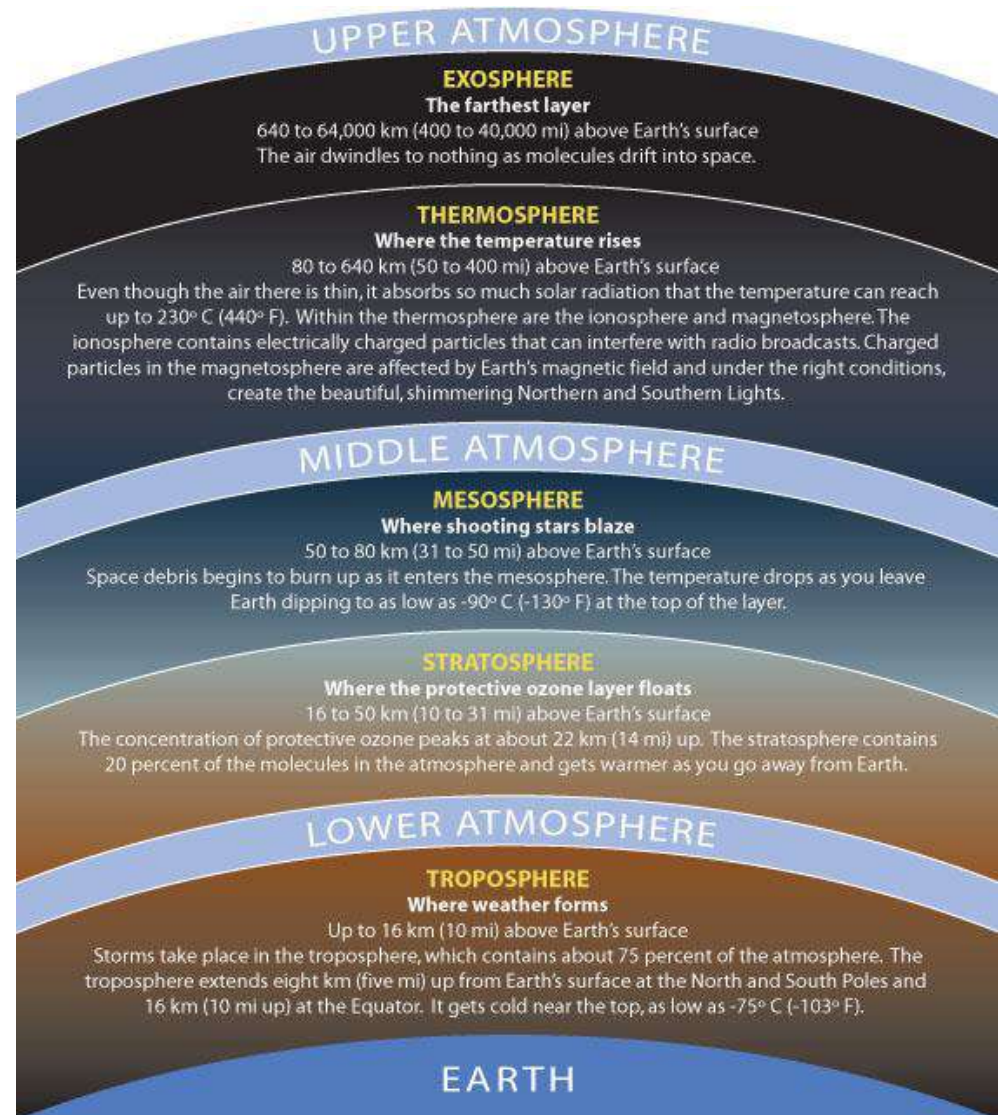 UPPER ATMOSPHERE
EXOSPHERE
The farthest layer
640 to 64,000 km (400 to 40,000 mi) above Earth's surface
The air dwindles to nothing as molecules drift into space.
THERMOSPHERE
Where the temperature rises
80 to 640 km (50 to 400 mi) above Earth's surface
Even though the air there is thin, it absorbs so much solar radiation that the temperature can reach
up to 230º C (440º F). Within the thermosphere are the ionosphere and magnetosphere. The
ionosphere contains electrically charged particles that can interfere with radio broadcasts. Charged
particles in the magnetosphere are affected by Earth's magnetic field and under the right conditions,
create the beautiful, shimmering Northern and Southern Lights.
MIDDLE ATMOSPHERE
MESOSPHERE
Where shooting stars blaze
50 to 80 km (31 to 50 mi) above Earth's surface
Space debris begins to burn up as it enters the mesosphere. The temperature drops as you leave
Earth dipping to as low as -90º C (-130º F) at the top of the layer.
STRATOSPHERE
Where the protective ozone layer floats
16 to 50 km (10 to 31 mi) above Earth's surface
The concentration of protective ozone peaks at about 22 km (14 mi) up. The stratosphere contains
20 percent of the molecules in the atmosphere and gets warmer as you go away from Earth.
LOWER ATMOSPHERE
TROPOSPHERE
Where weather forms
Up to 16 km (10 mi) above Earth's surface
Storms take place in the troposphere, which contains about 75 percent of the atmosphere. The
troposphere extends eight km (five mi) up from Earth's surface at the North and South Poles and
16 km (10 mi up) at the Equator. It gets cold near the top, as low as -75º C (-103º F).
EARTH